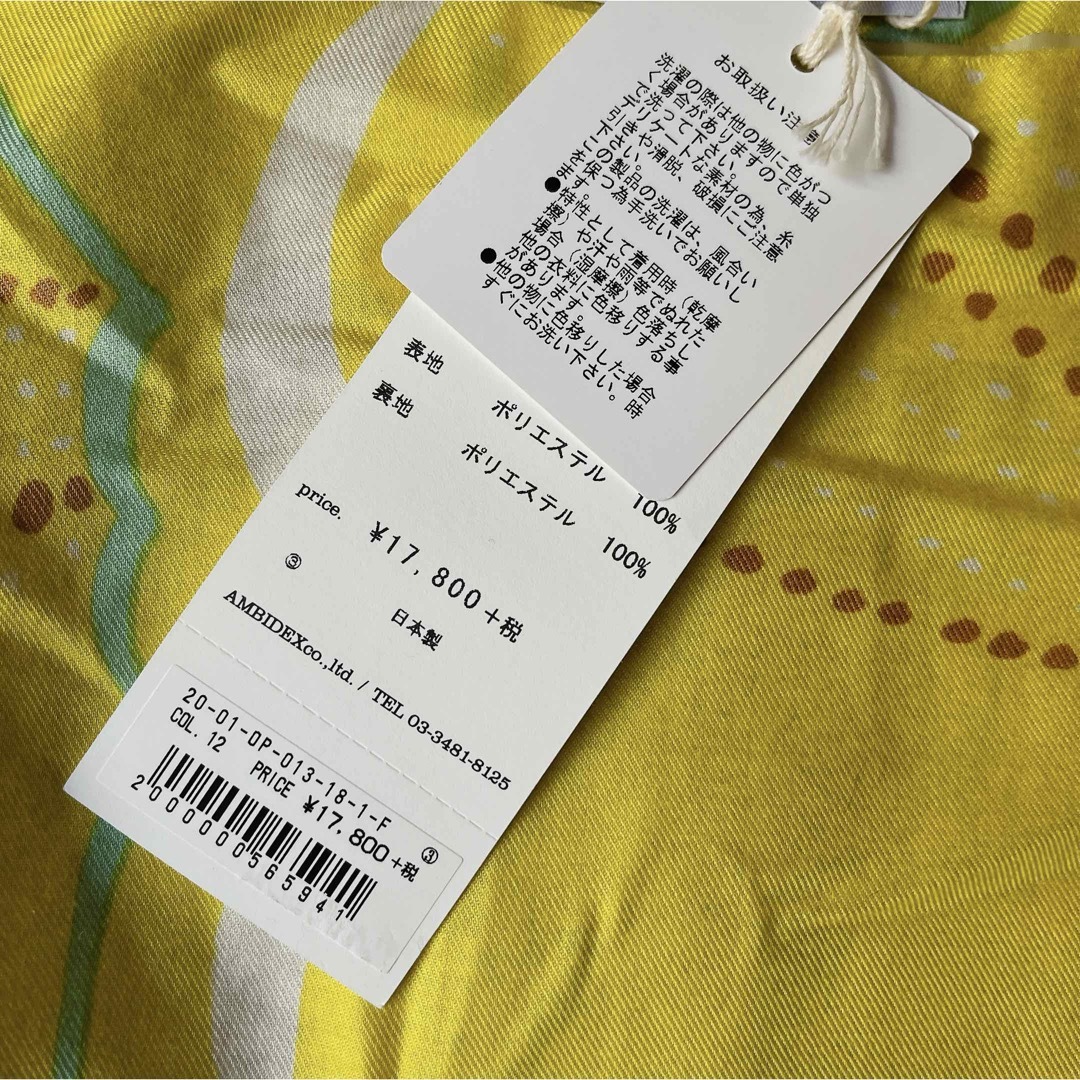 お取扱い注意
洗濯の際は他の物に色がつ
く場合がありますので単独
で洗って下さい。
デリケートな素材の為、糸
引きや滑脱、破損にご注意
下さい。
この製品の洗濯は、風合い
を保つ為手洗いでお願いし
ます。
●特性として着用時(乾摩
擦)や汗や雨等でぬれた
場合(湿摩擦)色落ちし
他の衣料に色移りする事
があります。
●他の物に色移りした場合
すぐにお洗い下さい。時
表地
ポリエステル 100%
裏地
ポリエステル 100%
price.
¥17,800+税
③
日本製
AMBIDEXco.,ltd. / TEL 03-3481-8125
20-01-OP-013-18-1-F
COL. 12
PRICE ¥17,800+税
③
2000000565941